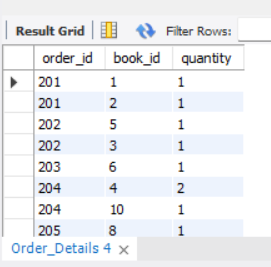 Result Grid Filter Rows:
order_id book_id quantity
201 1 1
201 2 1
202 5 1
202 3 1
203 6 1
204 4 2
204 10 1
205 8 1
Order_Details 4 ×